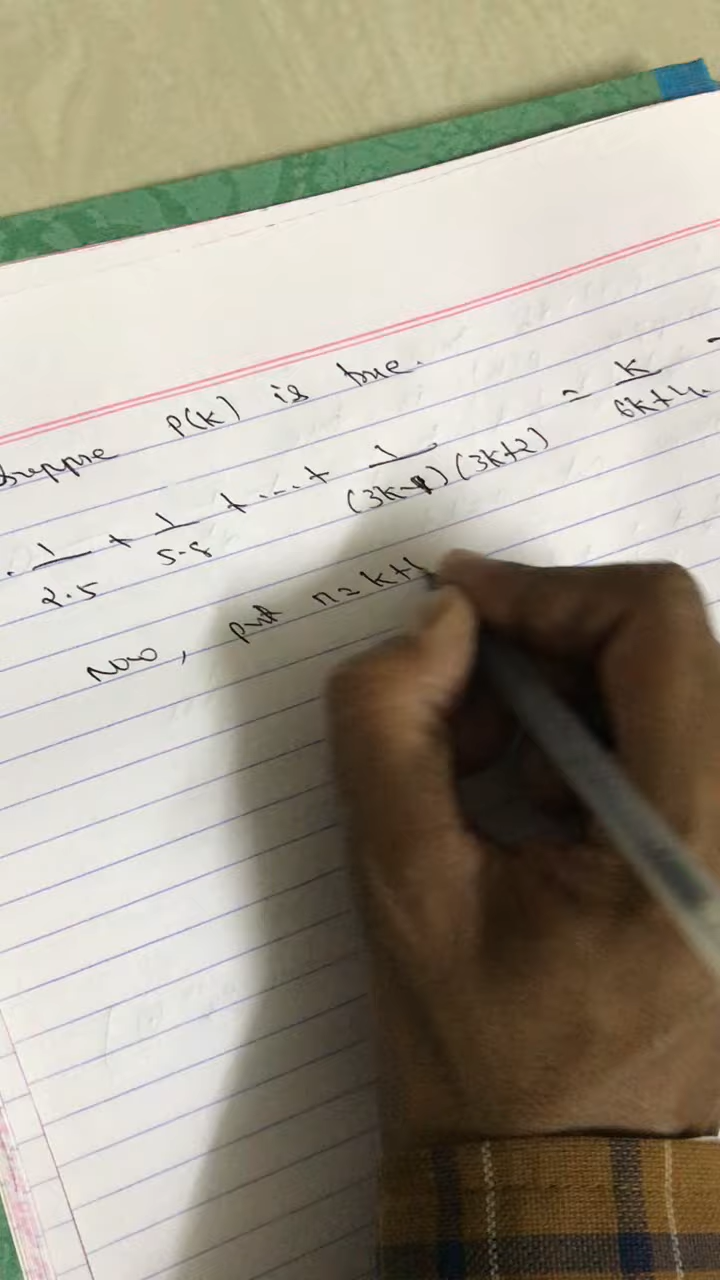 Suppose P(k) is true.
1/2.5 + 1/5.8 + ... + 1/(3k-1)(3k+2) = k/6k+4
Now, put n=k+1